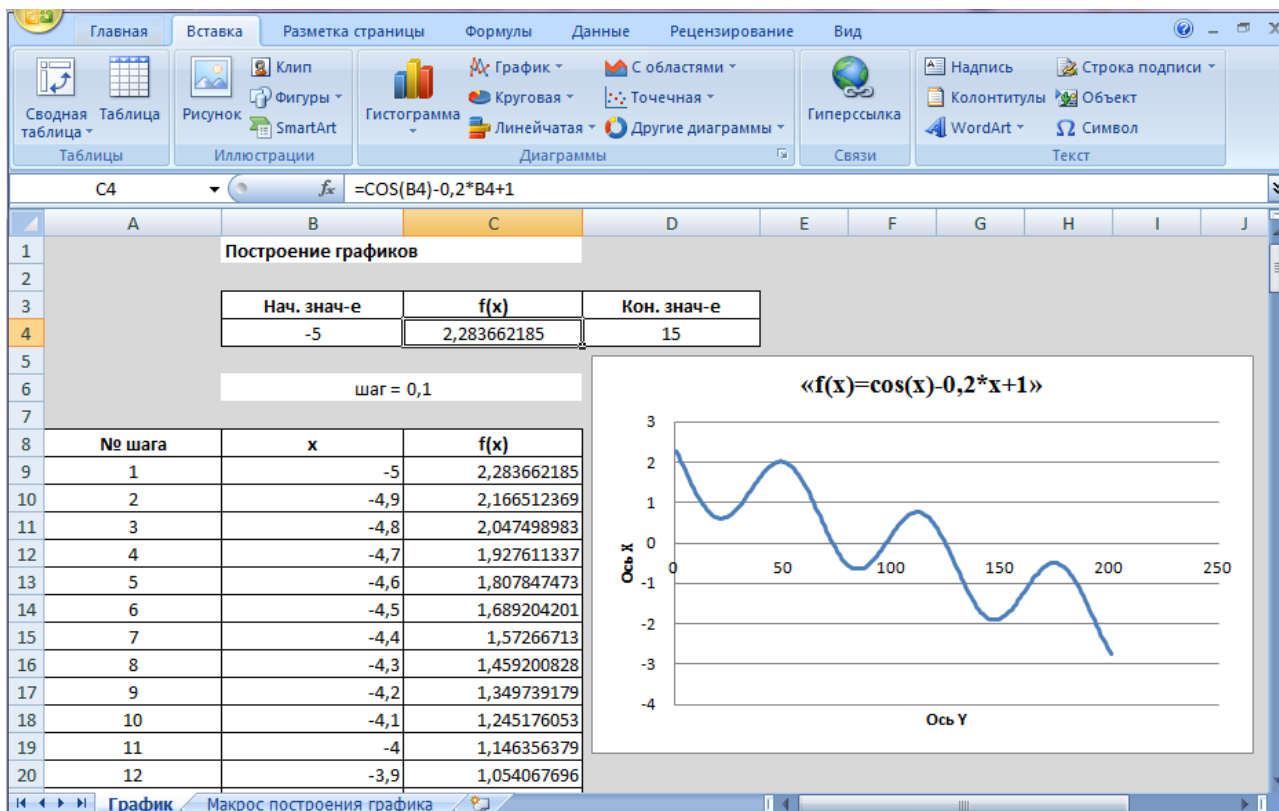 Главная Вставка Разметка страницы Формулы Данные Рецензирование Вид
Сводная таблица Таблица Рисунок Клип Фигуры SmartArt Гистограмма График Круговая Линейчатая С областями Точечная Другие диаграммы Гиперссылка Надпись Колонтитулы WordArt Строка подписи Объект Символ
Таблицы Иллюстрации Диаграммы Связи Текст
C4 fx =COS(B4)-0,2*B4+1
A B C D E F G H I J
1 Построение графиков
2
3 Нач. знач-е f(x) Кон. знач-е
4 -5 2,283662185 15
5
6 шаг = 0,1
7
8 № шага x f(x)
9 1 -5 2,283662185
10 2 -4,9 2,166512369
11 3 -4,8 2,047498983
12 4 -4,7 1,927611337
13 5 -4,6 1,807847473
14 6 -4,5 1,689204201
15 7 -4,4 1,57266713
16 8 -4,3 1,459200828
17 9 -4,2 1,349739179
18 10 -4,1 1,245176053
19 11 -4 1,146356379
20 12 -3,9 1,054067696
«f(x)=cos(x)-0,2*x+1»
3
2
1
0
-1
-2
-3
-4
0 50 100 150 200 250
Ось X
Ось Y
График Макрос построения графика